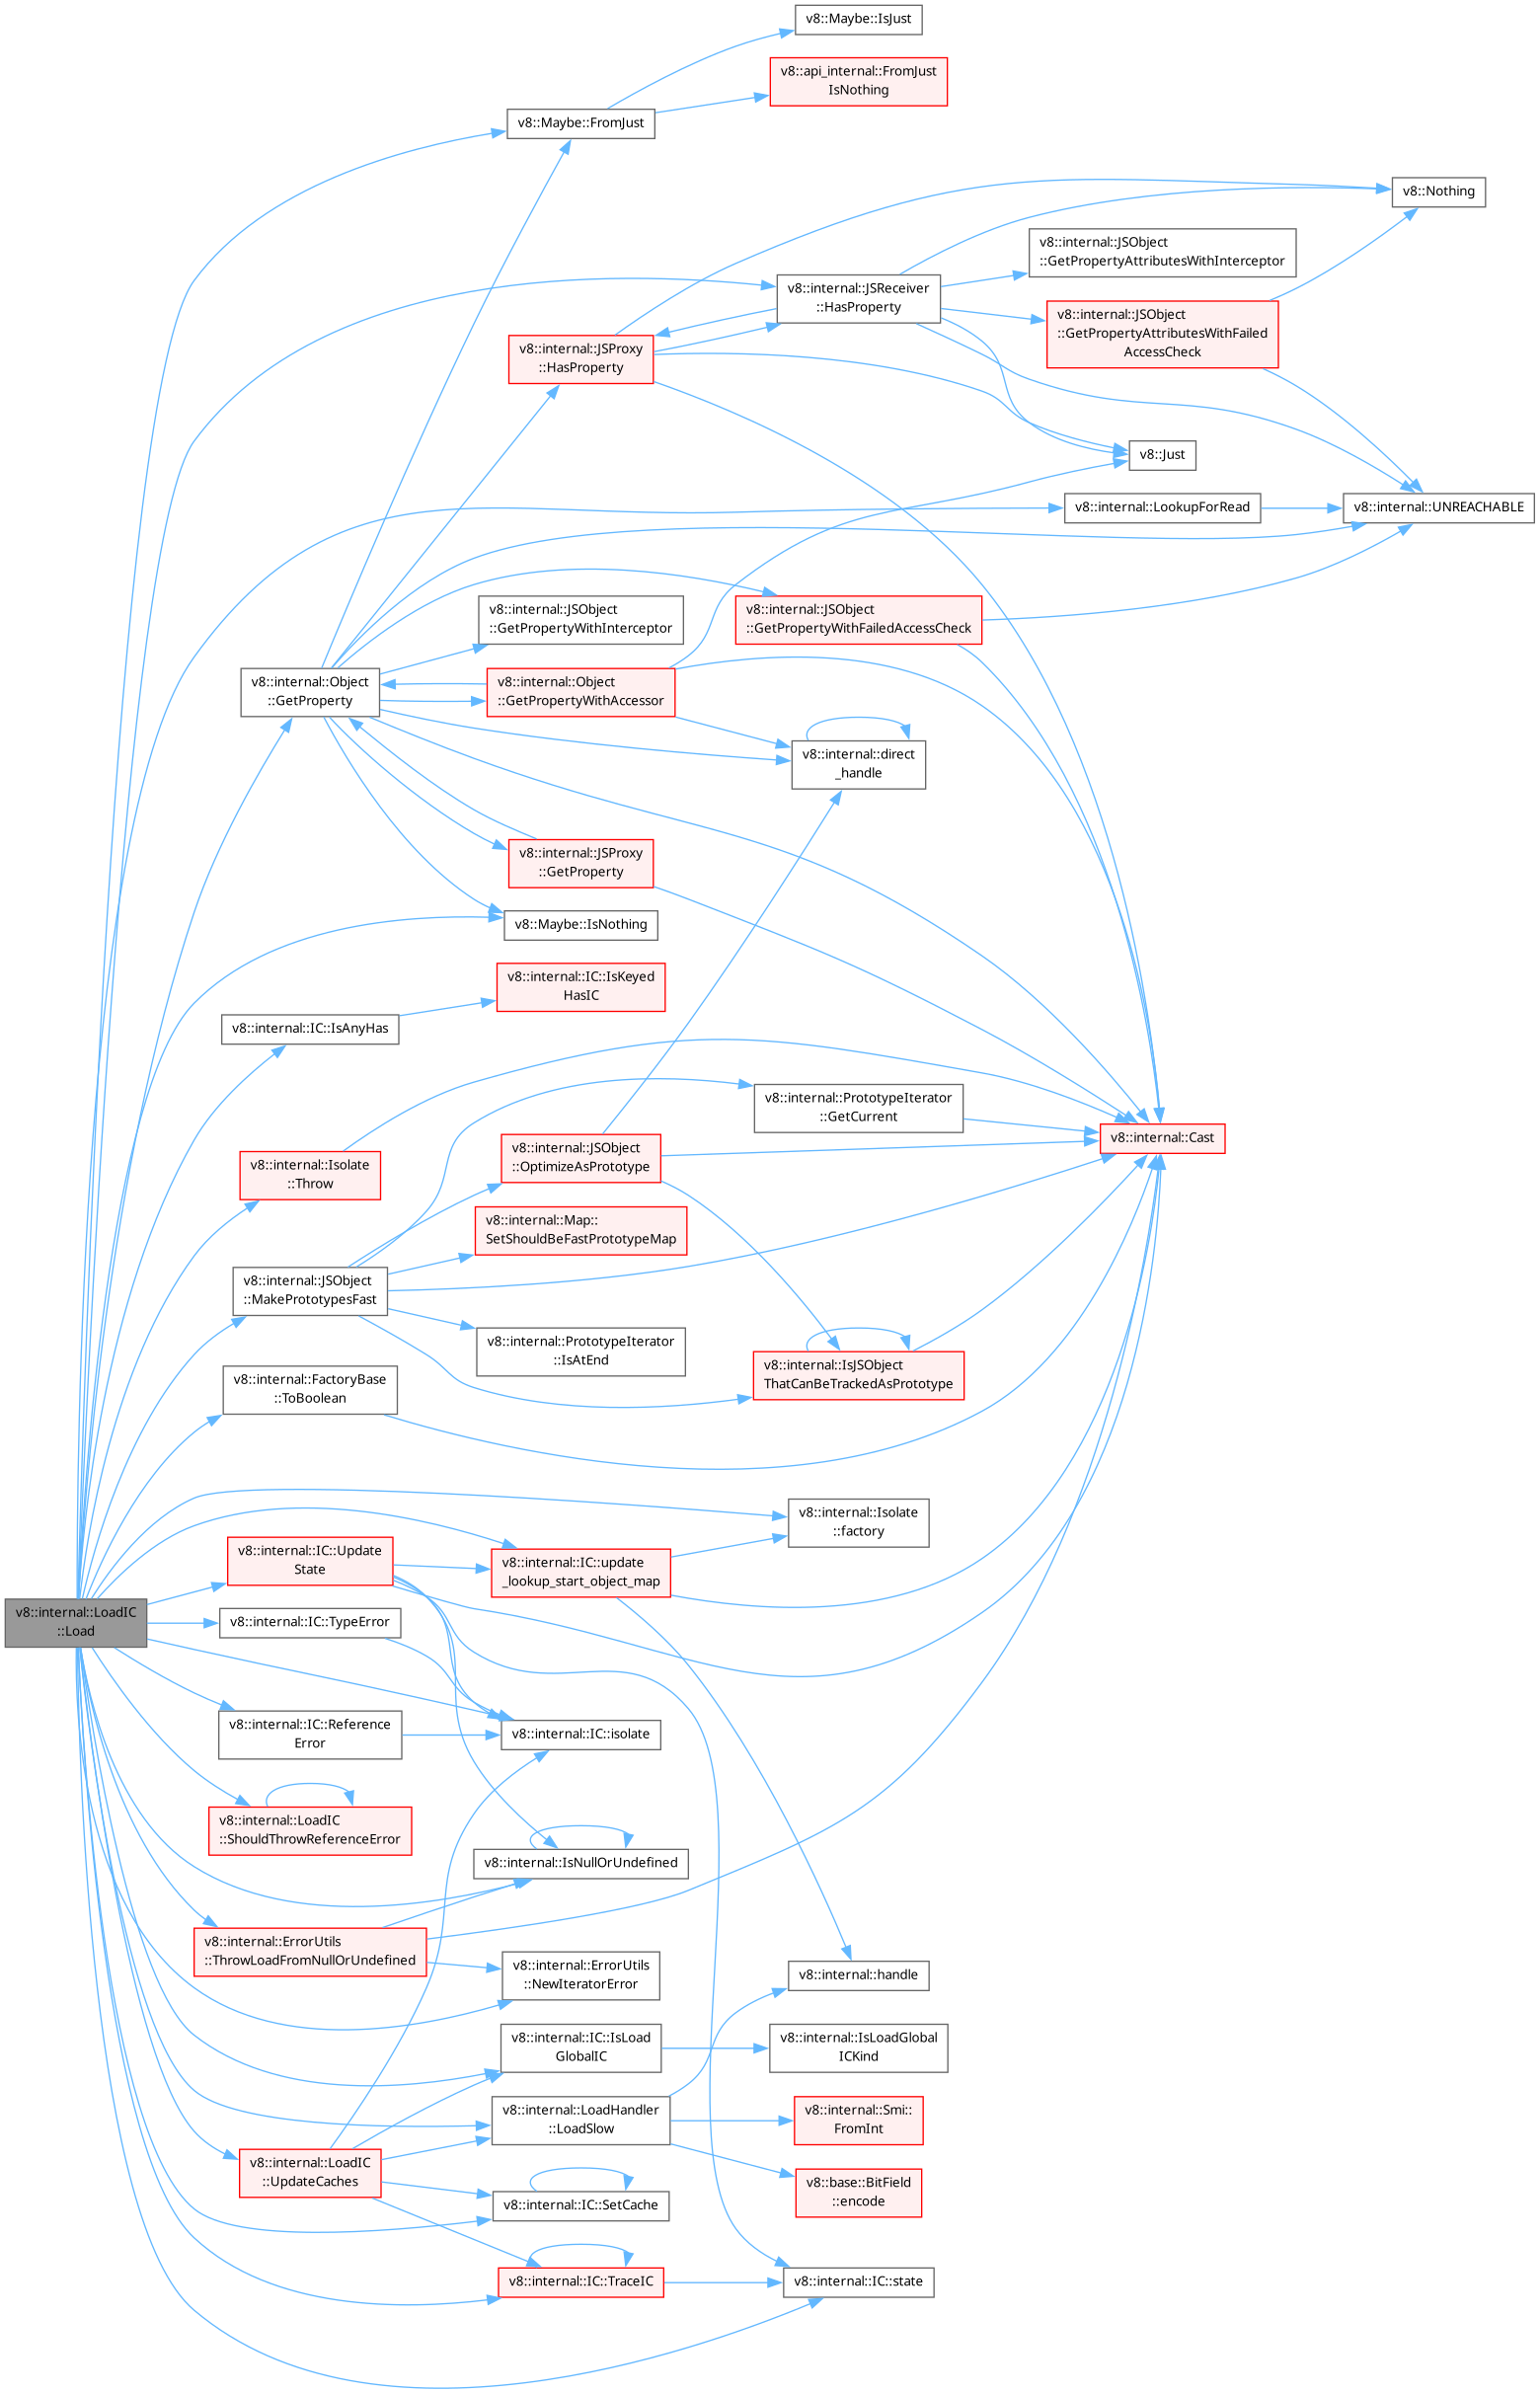 v8::Maybe::IsJust
v8::api_internal::FromJust
IsNothing
v8::Maybe::FromJust
v8::Nothing
v8::internal::JSObject
::GetPropertyAttributesWithInterceptor
v8::internal::JSReceiver
::HasProperty
v8::internal::JSObject
::GetPropertyAttributesWithFailed
AccessCheck
v8::internal::JSProxy
::HasProperty
v8::Just
v8::internal::LookupForRead
v8::internal::UNREACHABLE
v8::internal::JSObject
::GetPropertyWithInterceptor
v8::internal::JSObject
::GetPropertyWithFailedAccessCheck
v8::internal::Object
::GetProperty
v8::internal::Object
::GetPropertyWithAccessor
v8::internal::direct
_handle
v8::internal::JSProxy
::GetProperty
v8::Maybe::IsNothing
v8::internal::IC::IsKeyed
HasIC
v8::internal::IC::IsAnyHas
v8::internal::PrototypeIterator
::GetCurrent
v8::internal::Cast
v8::internal::JSObject
::OptimizeAsPrototype
v8::internal::Isolate
::Throw
v8::internal::Map::
SetShouldBeFastPrototypeMap
v8::internal::JSObject
::MakePrototypesFast
v8::internal::PrototypeIterator
::IsAtEnd
v8::internal::IsJSObject
ThatCanBeTrackedAsPrototype
v8::internal::FactoryBase
::ToBoolean
v8::internal::Isolate
::factory
v8::internal::IC::Update
State
v8::internal::IC::update
_lookup_start_object_map
v8::internal::LoadIC
::Load
v8::internal::IC::TypeError
v8::internal::IC::Reference
Error
v8::internal::IC::isolate
v8::internal::LoadIC
::ShouldThrowReferenceError
v8::internal::IsNullOrUndefined
v8::internal::ErrorUtils
::ThrowLoadFromNullOrUndefined
v8::internal::ErrorUtils
::NewIteratorError
v8::internal::handle
v8::internal::IC::IsLoad
GlobalIC
v8::internal::IsLoadGlobal
ICKind
v8::internal::LoadHandler
::LoadSlow
v8::internal::Smi::
FromInt
v8::internal::LoadIC
::UpdateCaches
v8::base::BitField
::encode
v8::internal::IC::SetCache
v8::internal::IC::TraceIC
v8::internal::IC::state